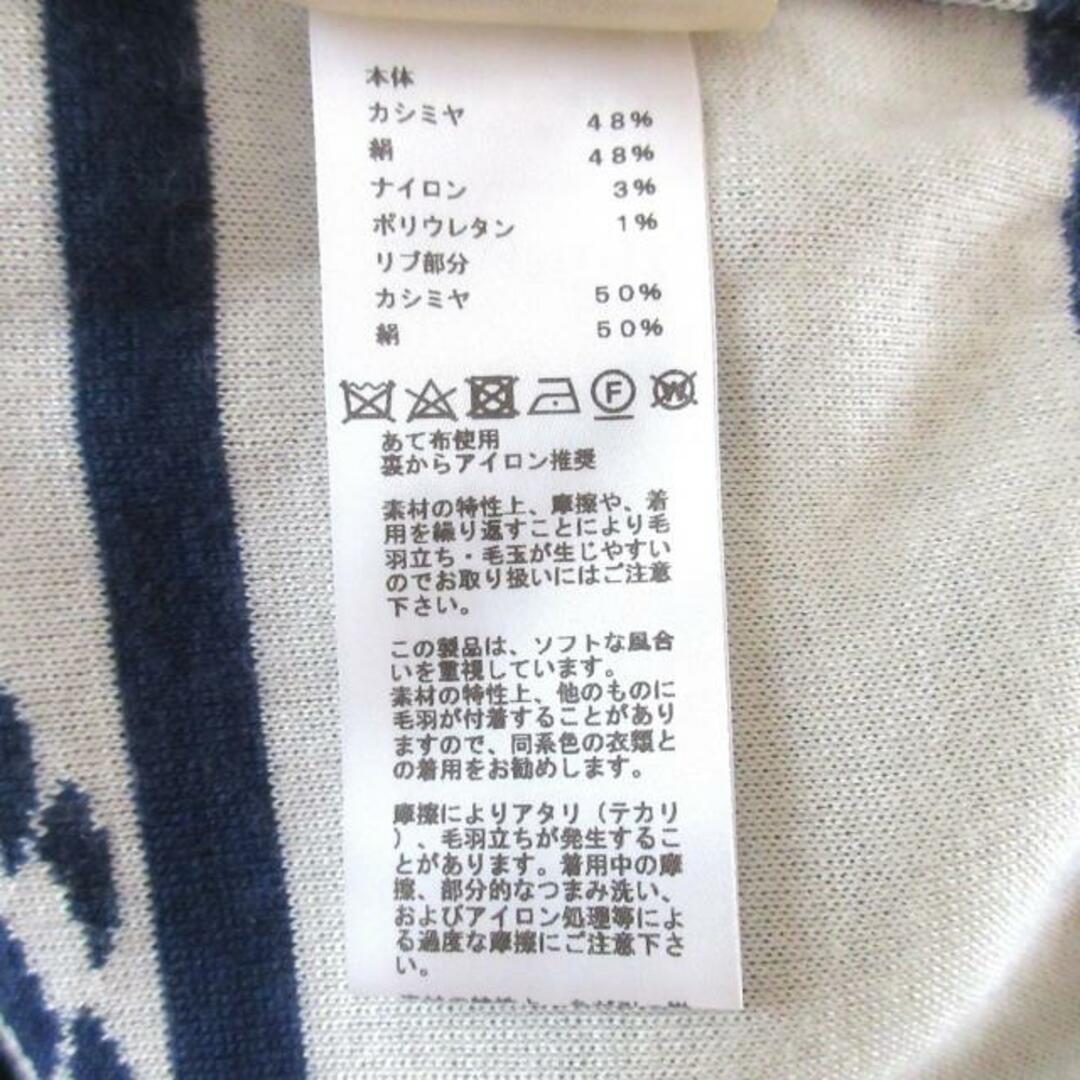 本体
カシミヤ 48%
絹 48%
ナイロン 3%
ポリウレタン 1%
リブ部分
カシミヤ 50%
絹 50%
F W
あて布使用
裏からアイロン推奨
素材の特性上、摩擦や、着
用を繰り返すことにより毛
羽立ち・毛玉が生じやすい
のでお取り扱いにはご注意
下さい。
この製品は、ソフトな風合
いを重視しています。
素材の特性上、他のものに
毛羽が付着することがあり
ますので、同系色の衣類と
の着用をお勧めします。
摩擦によりアタリ（テカリ
）、毛羽立ちが発生するこ
とがあります。着用中の摩
擦、部分的なつまみ洗い、
およびアイロン処理等によ
る過度な摩擦にご注意下さ
い。